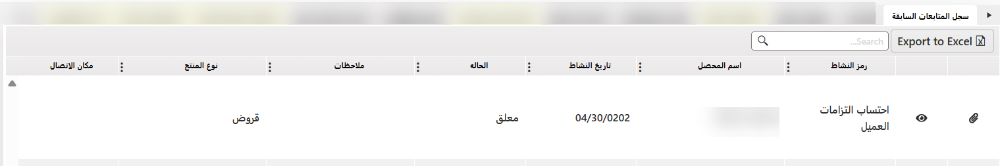 سجل المتابعات السابقة
Export to Excel
Search...
رمز النشاط
اسم المحصل
تاريخ النشاط
الحاله
ملاحظات
نوع المنتج
مكان الاتصال
احتساب التزامات
العميل
04/30/0202
معلق
قروض